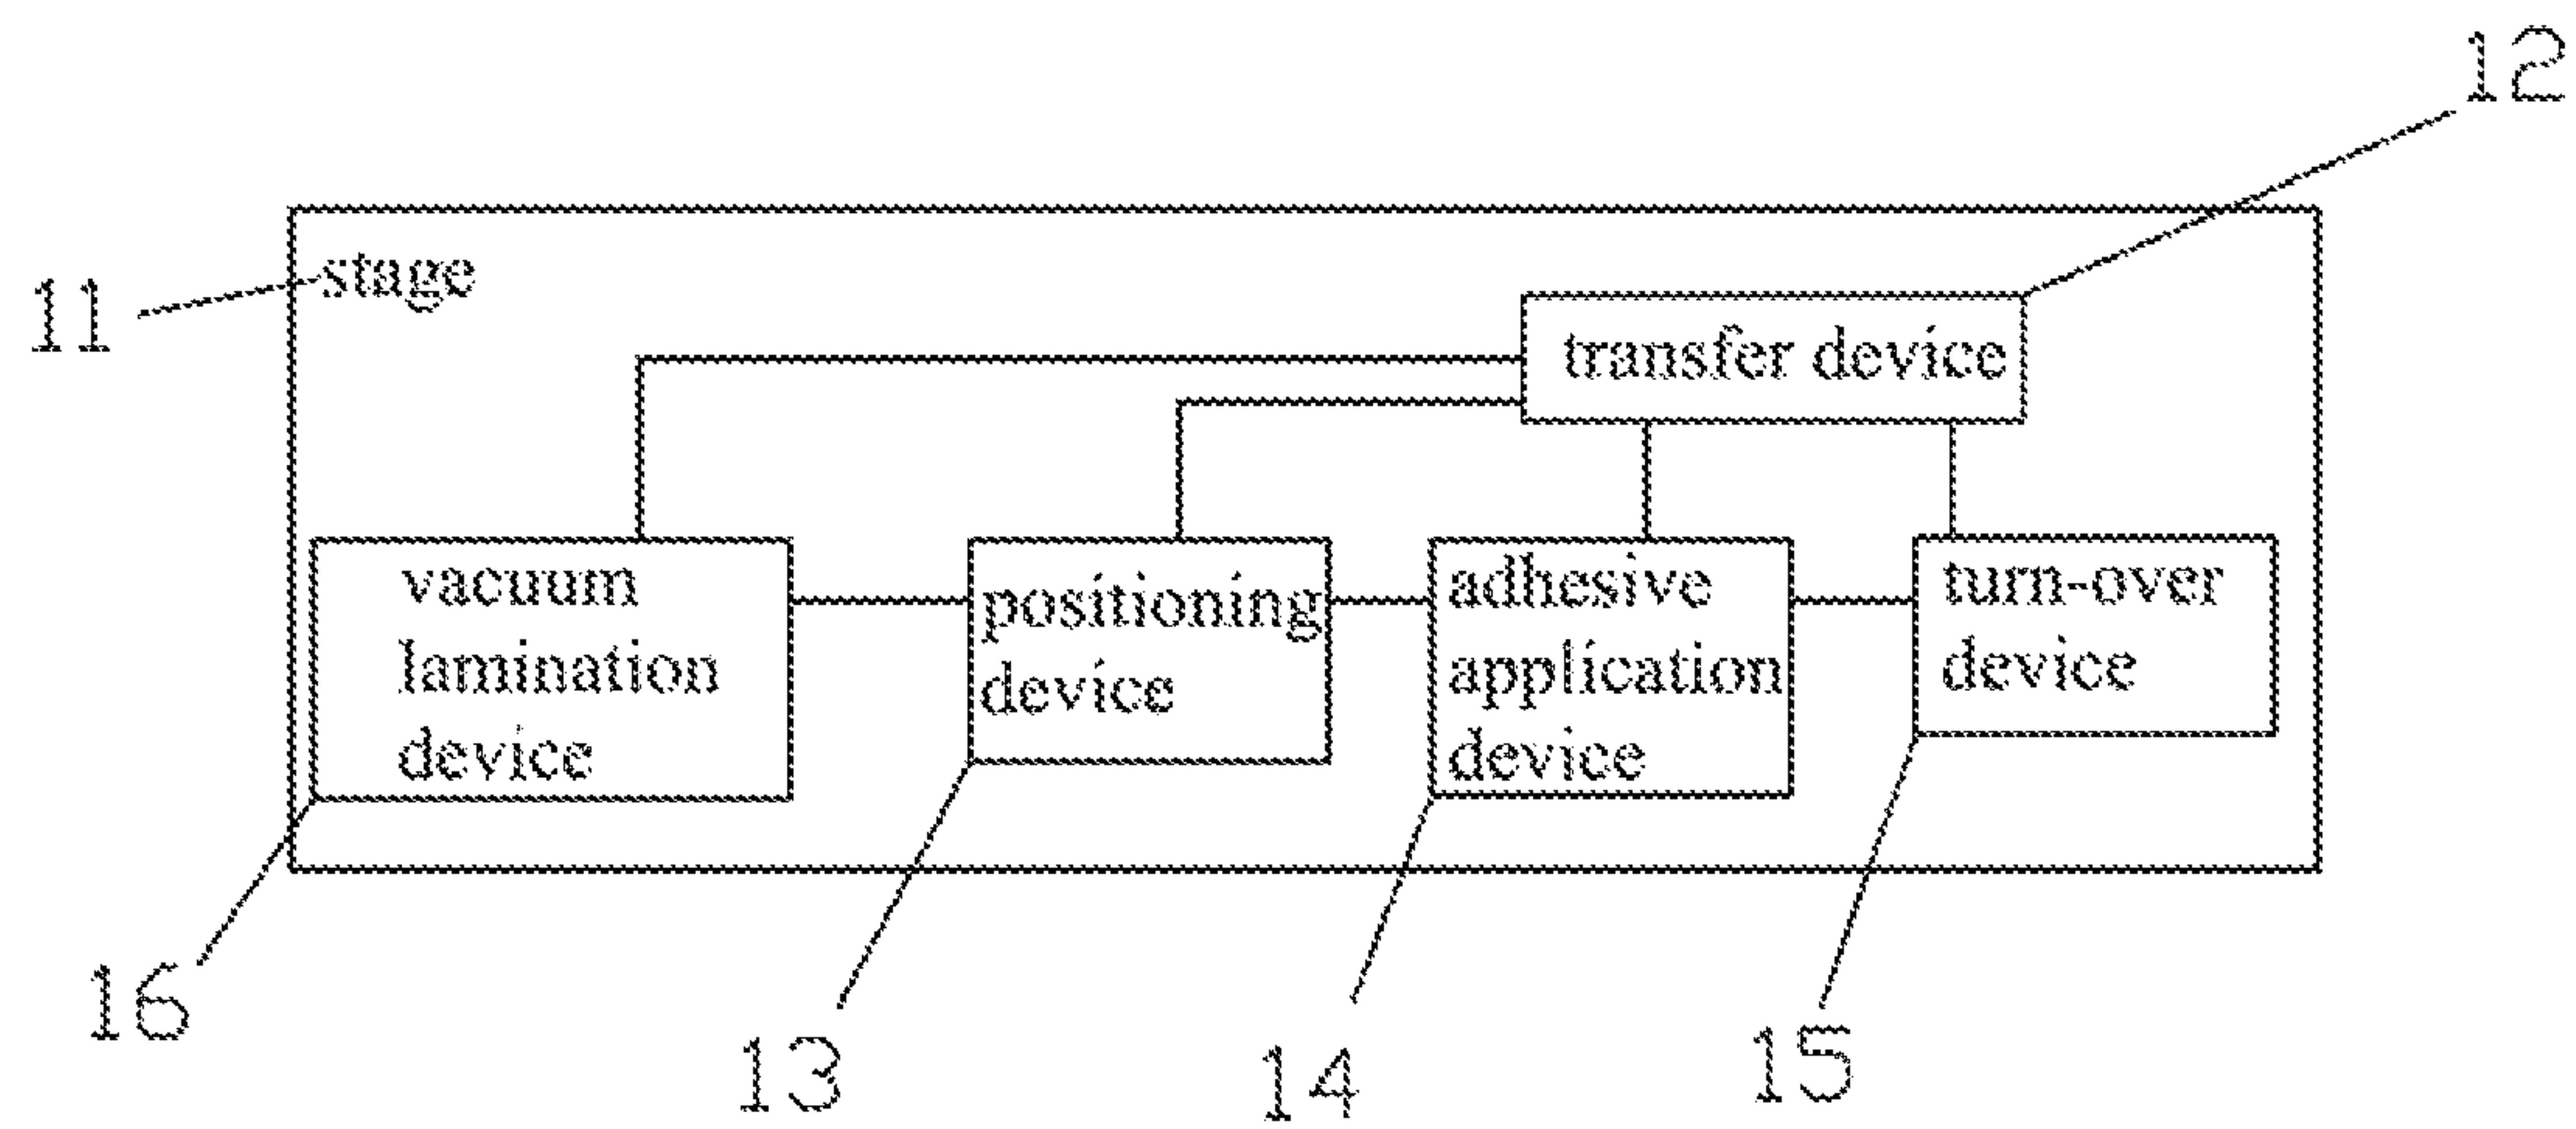 12
stage
11
transfer device
vacuum
lamination
device
positioning
device
adhesive
application
device
turn-over
device
16
13
14
15